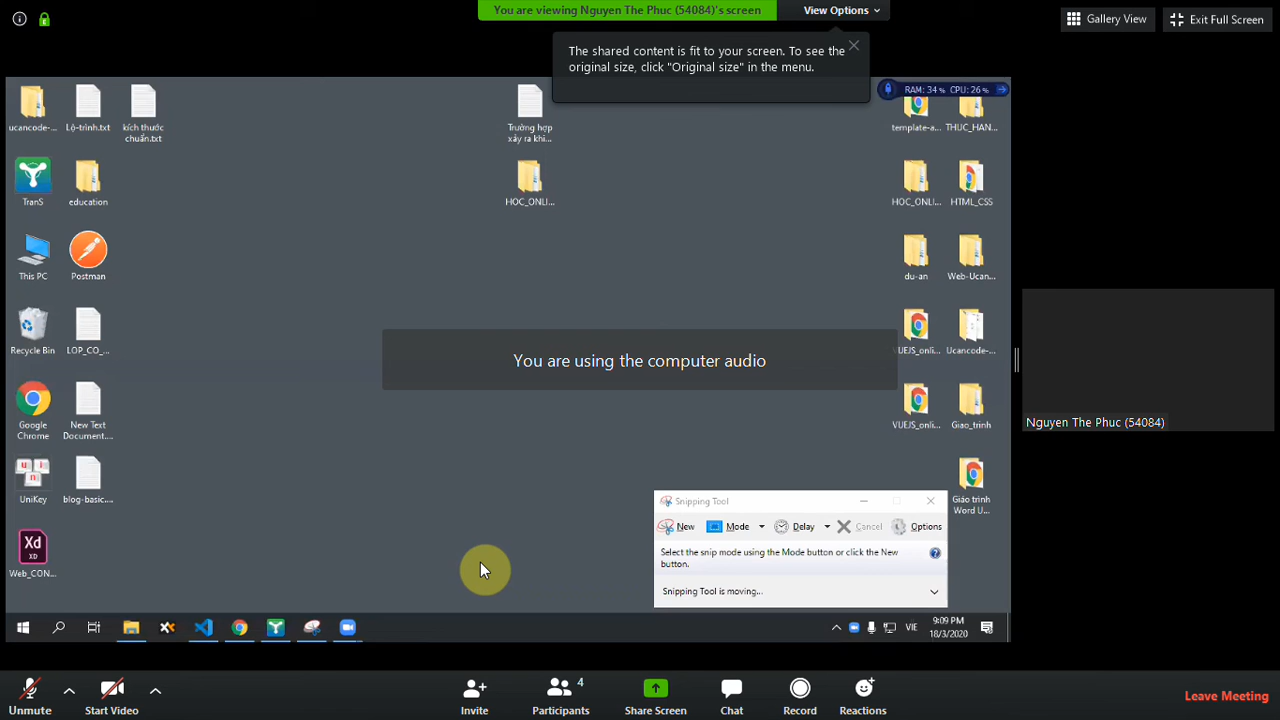 You are viewing Nguyen The Phuc (54084)'s screen
View Options
Gallery View
Exit Full Screen
The shared content is fit to your screen. To see the
original size, click "Original size" in the menu.
RAM: 34 % CPU: 26 %
ucancode-...
Lộ-trình.txt
kích thước
chuẩn.txt
Trường hợp
xảy ra khi...
template-a...
THUC_HAN...
TranS
education
HOC_ONLI...
HOC_ONLI...
HTML_CSS
This PC
Postman
du-an
Web-Ucan...
Recycle Bin
LOP_CO_...
VUEJS_onli...
Ucancode-...
You are using the computer audio
Google
Chrome
New Text
Document....
VUEJS_onli...
Giao_trinh
Nguyen The Phuc (54084)
UniKey
blog-basic....
Giáo trình
Word U...
Xd
XD
Web_CON...
Snipping Tool
New
Mode
Delay
Cancel
Options
Select the snip mode using the Mode button or click the New
button.
Snipping Tool is moving...
VIE
9:09 PM
18/3/2020
Unmute
Start Video
Invite
4
Participants
Share Screen
Chat
Record
Reactions
Leave Meeting